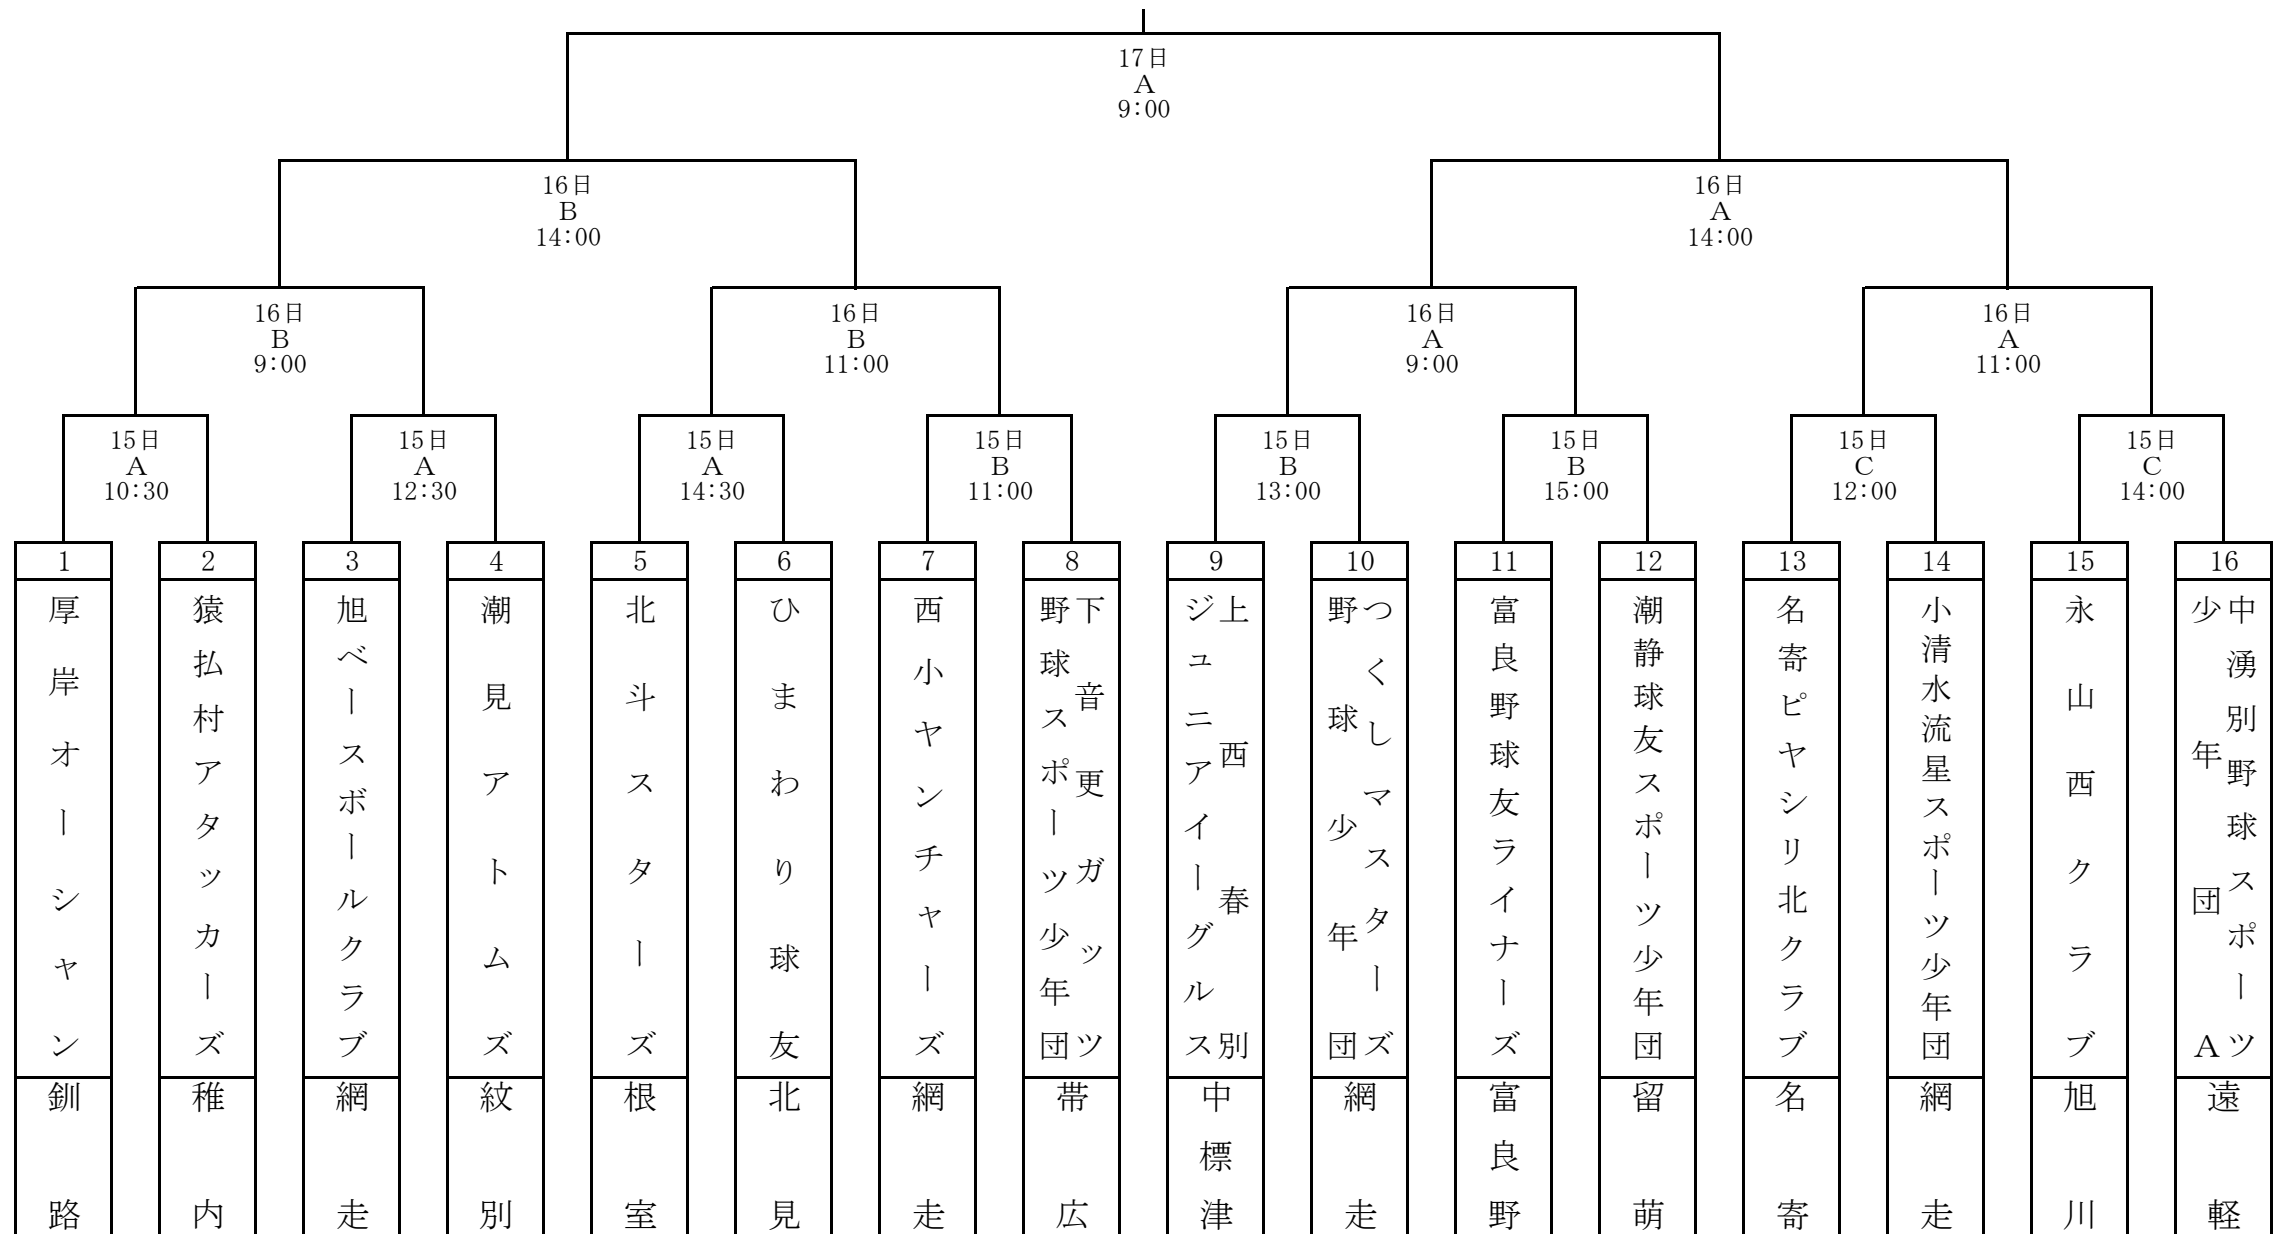 17日
A
9:00
16日
B
14:00
16日
A
14:00
16日
B
9:00
16日
B
11:00
16日
A
9:00
16日
A
11:00
15日
A
10:30
15日
A
12:30
15日
A
14:30
15日
B
11:00
15日
B
13:00
15日
B
15:00
15日
C
12:00
15日
C
14:00
1
厚岸オーシャン
釧路
2
猿払村アタッカーズ
稚内
3
旭ベースボールクラブ
網走
4
潮見アトムズ
紋別
5
北斗スターズ
根室
6
ひまわり球友
北見
7
西小ヤンチャーズ
網走
8
下音更ガッツ
野球スポーツ少年団
帯広
9
上西春別
ジュニアイーグルス
中標津
10
つくしマスターズ
野球少年団
網走
11
富良野球友ライナーズ
富良野
12
潮静球友スポーツ少年団
留萌
13
名寄ピヤシリ北クラブ
名寄
14
小清水流星スポーツ少年団
網走
15
永山西クラブ
旭川
16
中湧別野球スポーツ
少年団A
遠軽